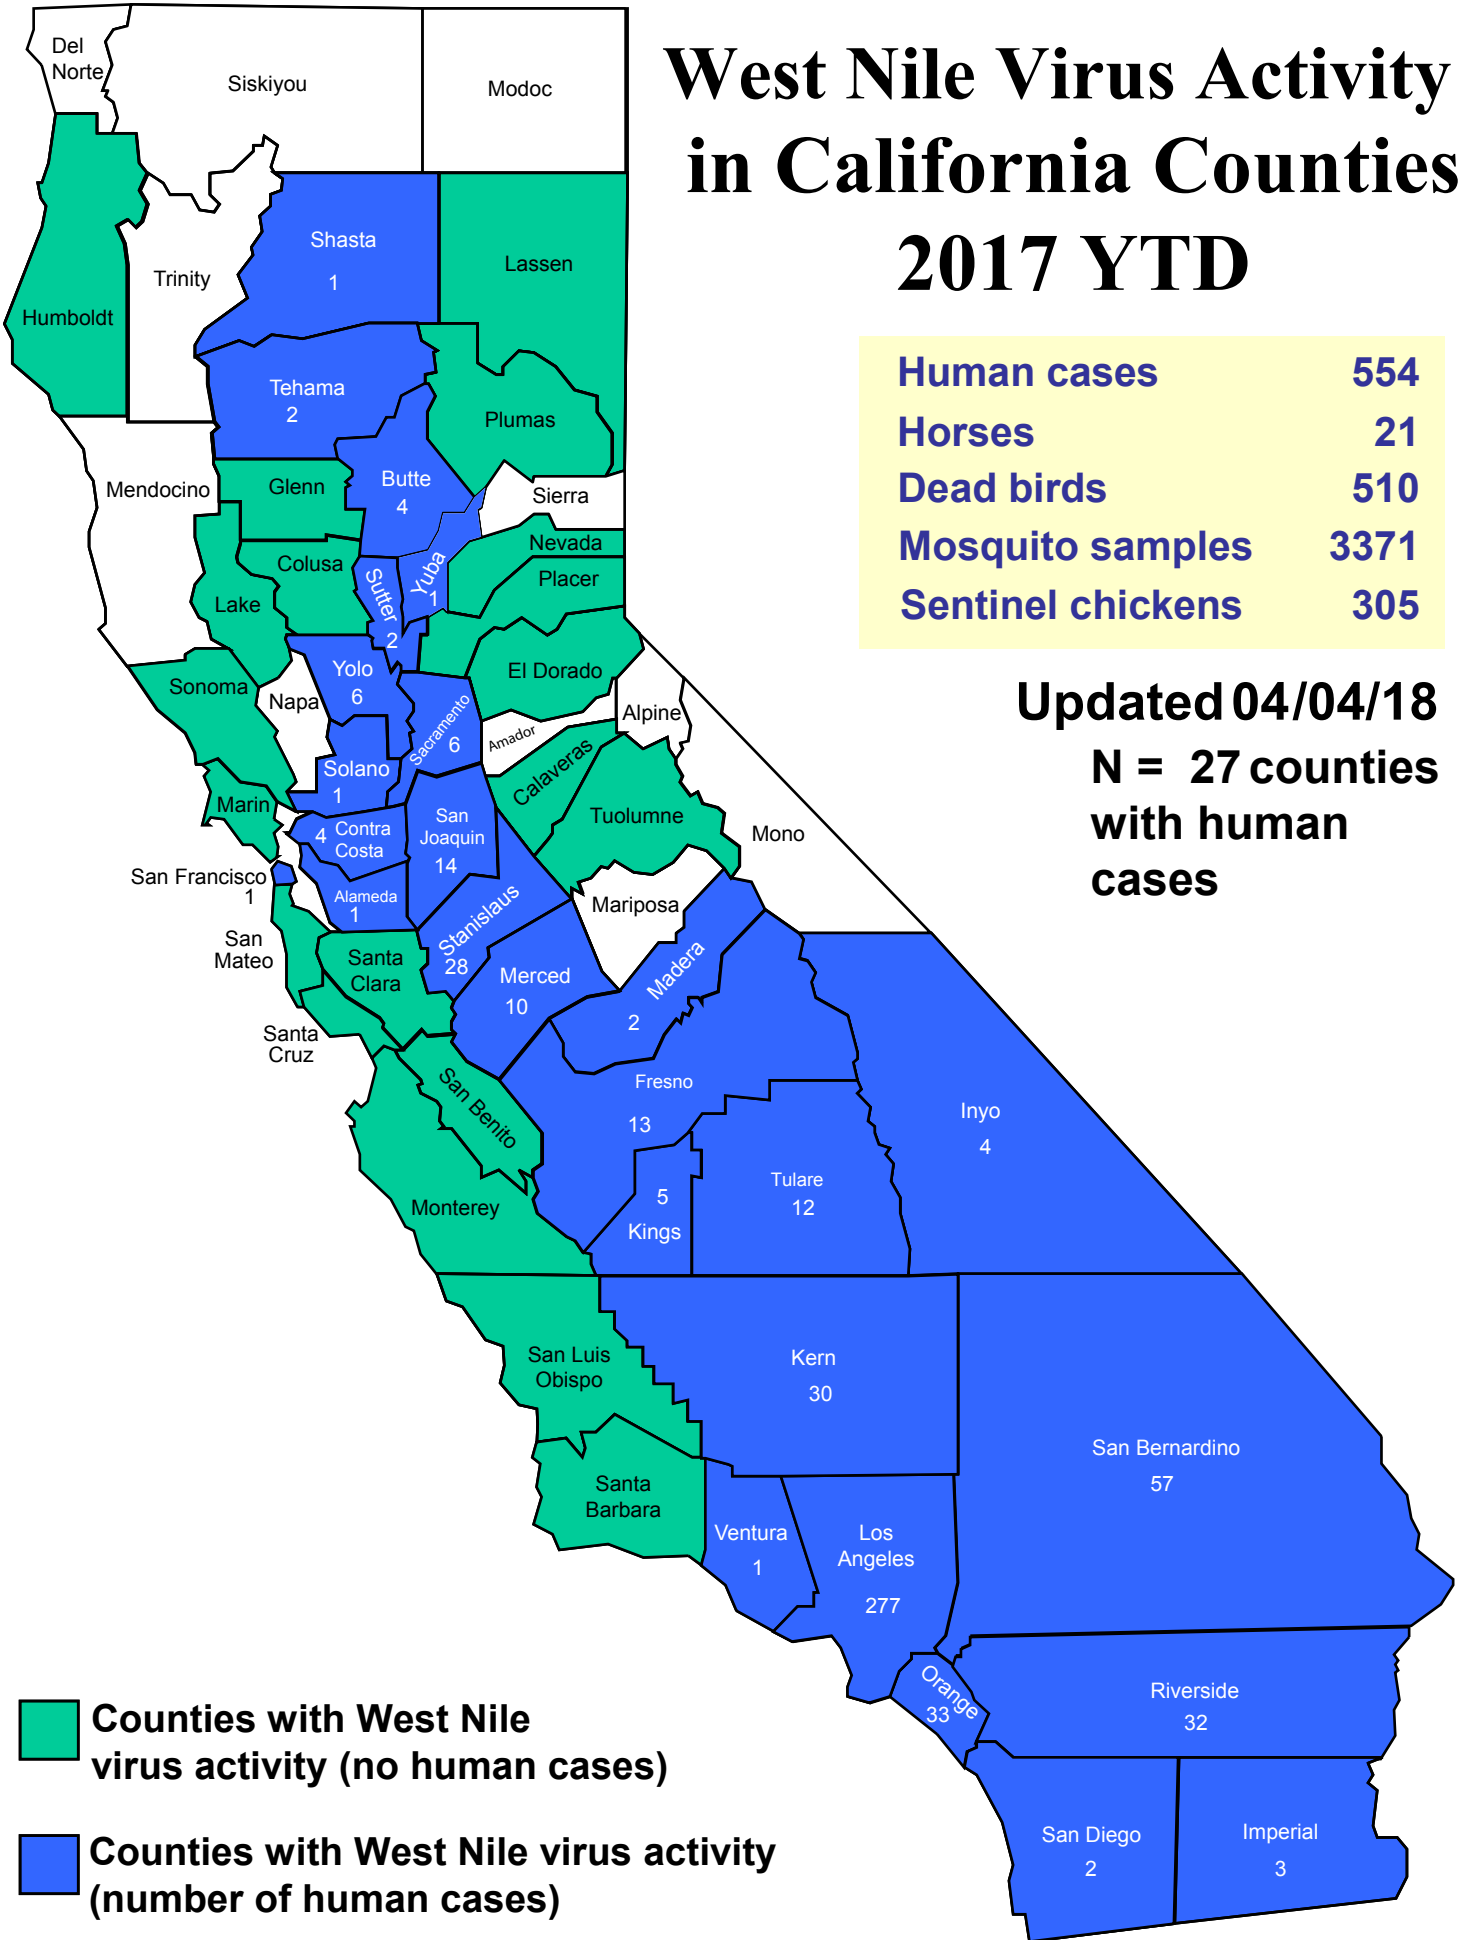 West Nile Virus Activity
in California Counties
2017 YTD
Human cases 554
Horses 21
Dead birds 510
Mosquito samples 3371
Sentinel chickens 305
Updated 04/04/18
N = 27 counties
with human
cases
Del
Norte
Siskiyou
Modoc
Shasta
1
Lassen
Trinity
Humboldt
Tehama
2
Plumas
Mendocino
Glenn
Butte
4
Sierra
Nevada
Colusa
Sutter
2
Yuba
1
Placer
Lake
El Dorado
Yolo
6
Sonoma
Napa
Sacramento
6
Alpine
Amador
Solano
1
Calaveras
Marin
4 Contra
Costa
San
Joaquin
14
Tuolumne
Mono
San Francisco
1
Alameda
1
Stanislaus
28
Mariposa
San
Mateo
Santa
Clara
Merced
10
Madera
2
Santa
Cruz
San Benito
Fresno
13
Inyo
4
Monterey
5
Kings
Tulare
12
San Luis
Obispo
Kern
30
San Bernardino
57
Santa
Barbara
Ventura
1
Los
Angeles
277
Orange
33
Riverside
32
San Diego
2
Imperial
3
Counties with West Nile
virus activity (no human cases)
Counties with West Nile virus activity
(number of human cases)